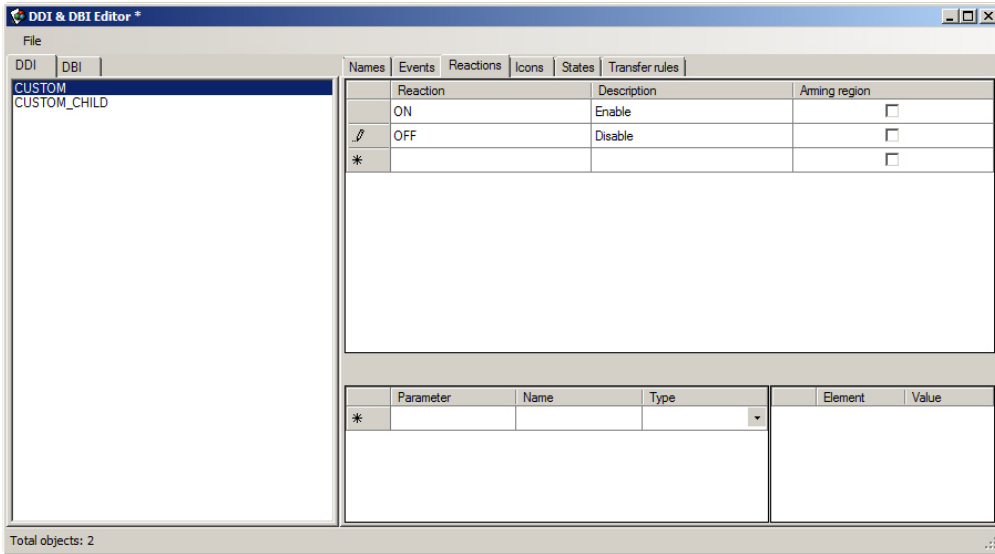 DDI & DBI Editor *
File
DDI DBI
Names Events Reactions Icons States Transfer rules
CUSTOM
CUSTOM_CHILD
Reaction Description Arming region
ON Enable
OFF Disable
Parameter Name Type
Element Value
Total objects: 2